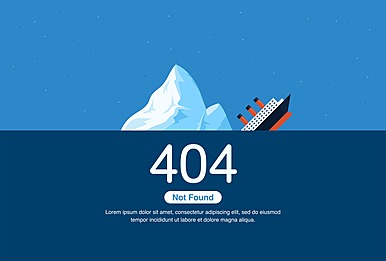 404
Not Found
Lorem ipsum dolor sit amet, consectetur adipiscing elit, sed do eiusmod
tempor incididunt ut labore et dolore magna aliqua.